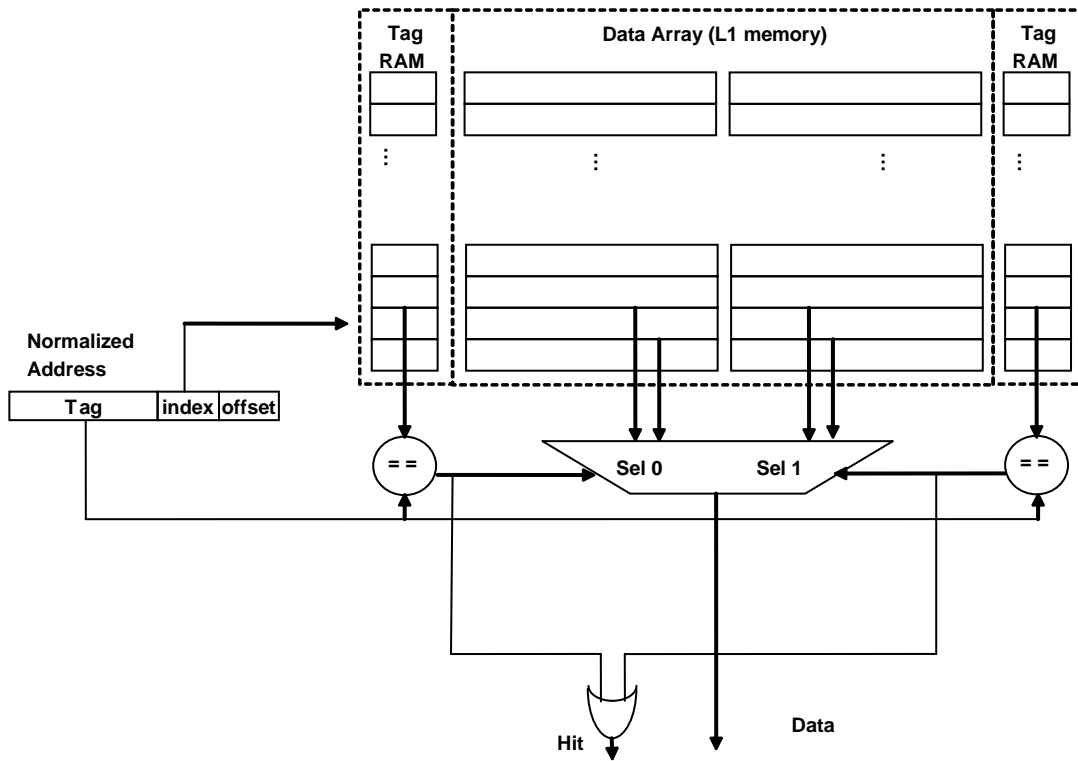 Tag
RAM
Data Array (L1 memory)
Tag
RAM
...
...
...
...
Normalized
Address
Tag
index
offset
= =
Sel 0
Sel 1
= =
Hit
Data